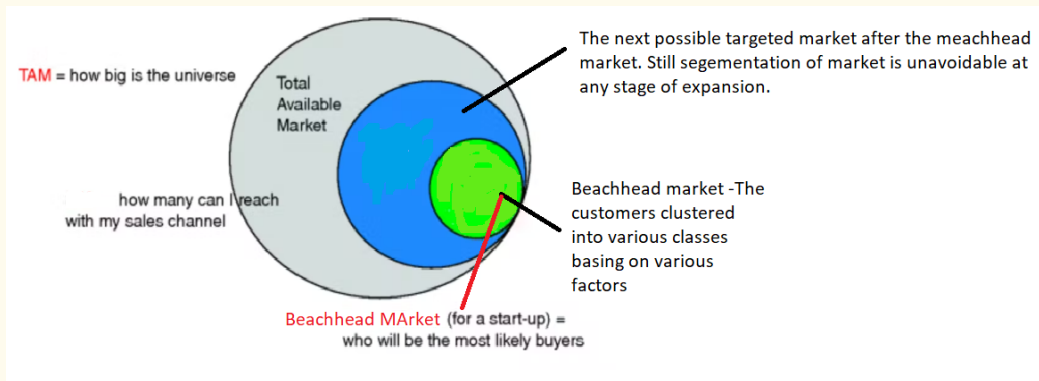 TAM = how big is the universe
Total
Available
Market
how many can I reach
with my sales channel
The next possible targeted market after the meachhead
market. Still segementation of market is unavoidable at
any stage of expansion.
Beachhead market -The
customers clustered
into various classes
basing on various
factors
Beachhead MArket (for a start-up) =
who will be the most likely buyers